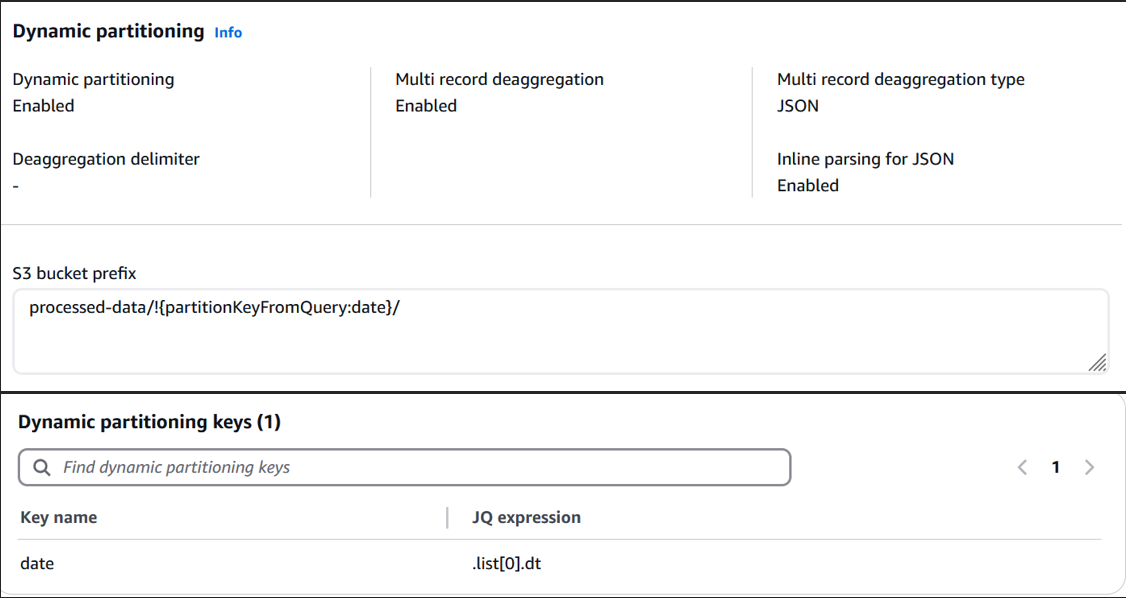 Dynamic partitioning Info
Dynamic partitioning
Enabled
Multi record deaggregation
Enabled
Multi record deaggregation type
JSON
Deaggregation delimiter
-
Inline parsing for JSON
Enabled
S3 bucket prefix
processed-data/!{partitionKeyFromQuery:date}/
Dynamic partitioning keys (1)
Find dynamic partitioning keys
1
Key name
JQ expression
date
.list[0].dt